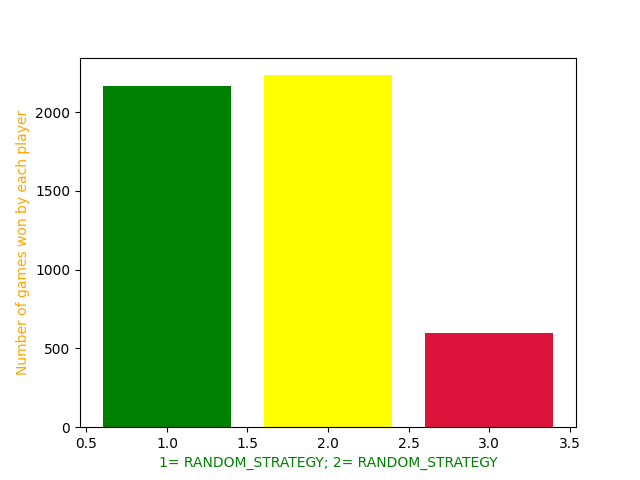 Number of games won by each player
2000
1500
1000
500
0
0.5 1.0 1.5 2.0 2.5 3.0 3.5
1= RANDOM_STRATEGY; 2= RANDOM_STRATEGY